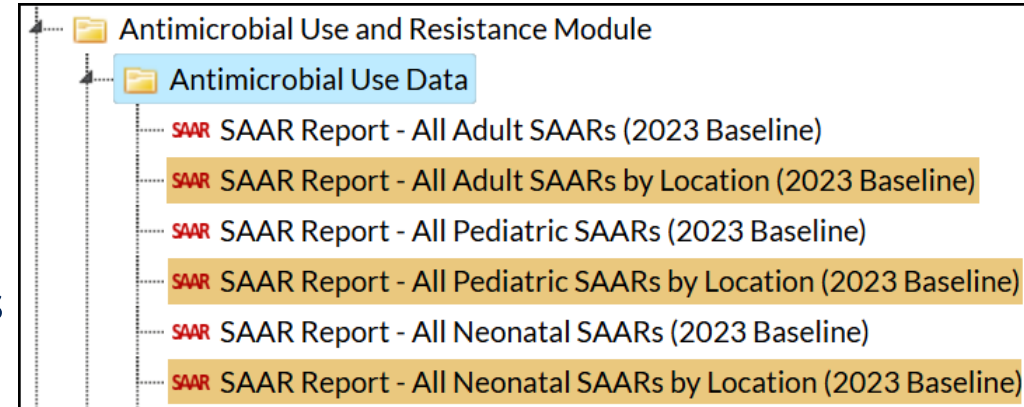 Antimicrobial Use and Resistance Module
Antimicrobial Use Data
SAAR SAAR Report - All Adult SAARs (2023 Baseline)
SAAR SAAR Report - All Adult SAARs by Location (2023 Baseline)
SAAR SAAR Report - All Pediatric SAARs (2023 Baseline)
SAAR SAAR Report - All Pediatric SAARs by Location (2023 Baseline)
s
SAAR SAAR Report - All Neonatal SAARs (2023 Baseline)
SAAR SAAR Report - All Neonatal SAARs by Location (2023 Baseline)